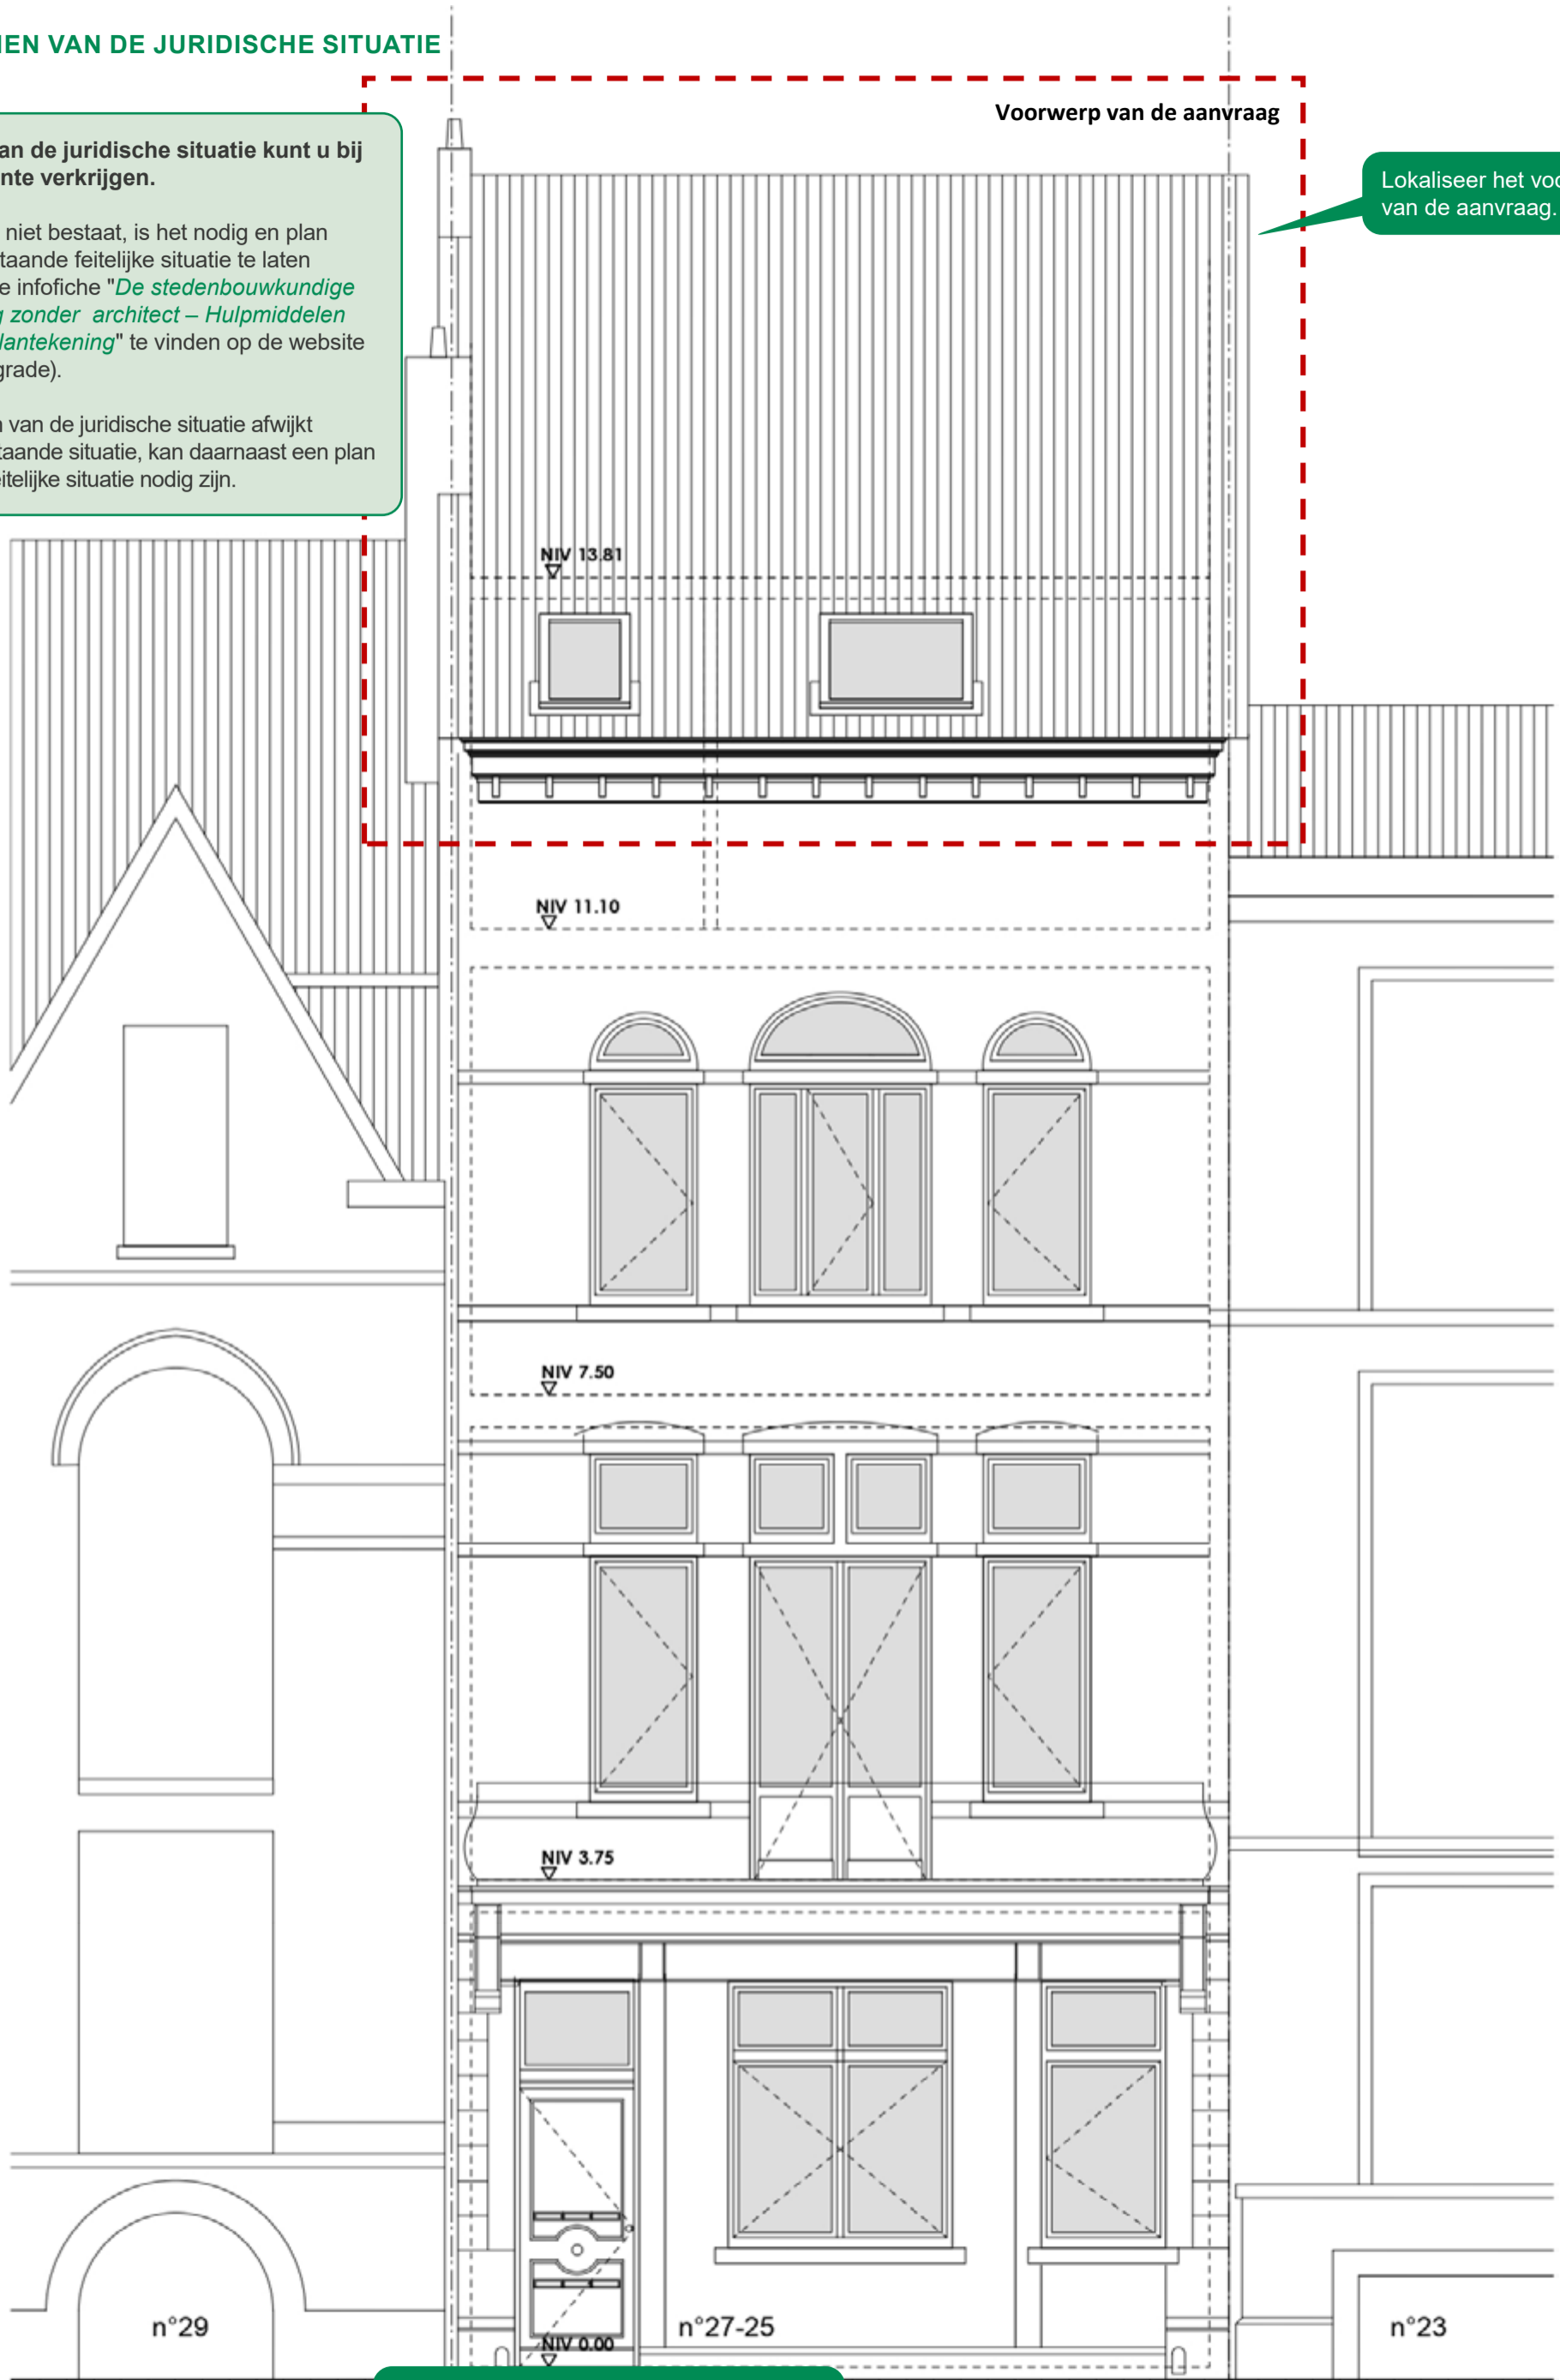 EN VAN DE JURIDISCHE SITUATIE
Voorwerp van de aanvraag
an de juridische situatie kunt u bij
nte verkrijgen.
niet bestaat, is het nodig en plan
taande feitelijke situatie te laten
e infofiche "De stedenbouwkundige
g zonder architect – Hulpmiddelen
lantekening" te vinden op de website
grade).
n van de juridische situatie afwijkt
taande situatie, kan daarnaast een plan
eitelijke situatie nodig zijn.
Lokaliseer het voo
van de aanvraag.
NIV 13.81
NIV 11.10
NIV 7.50
NIV 3.75
n°29
n°27-25
n°23
NIV 0.00